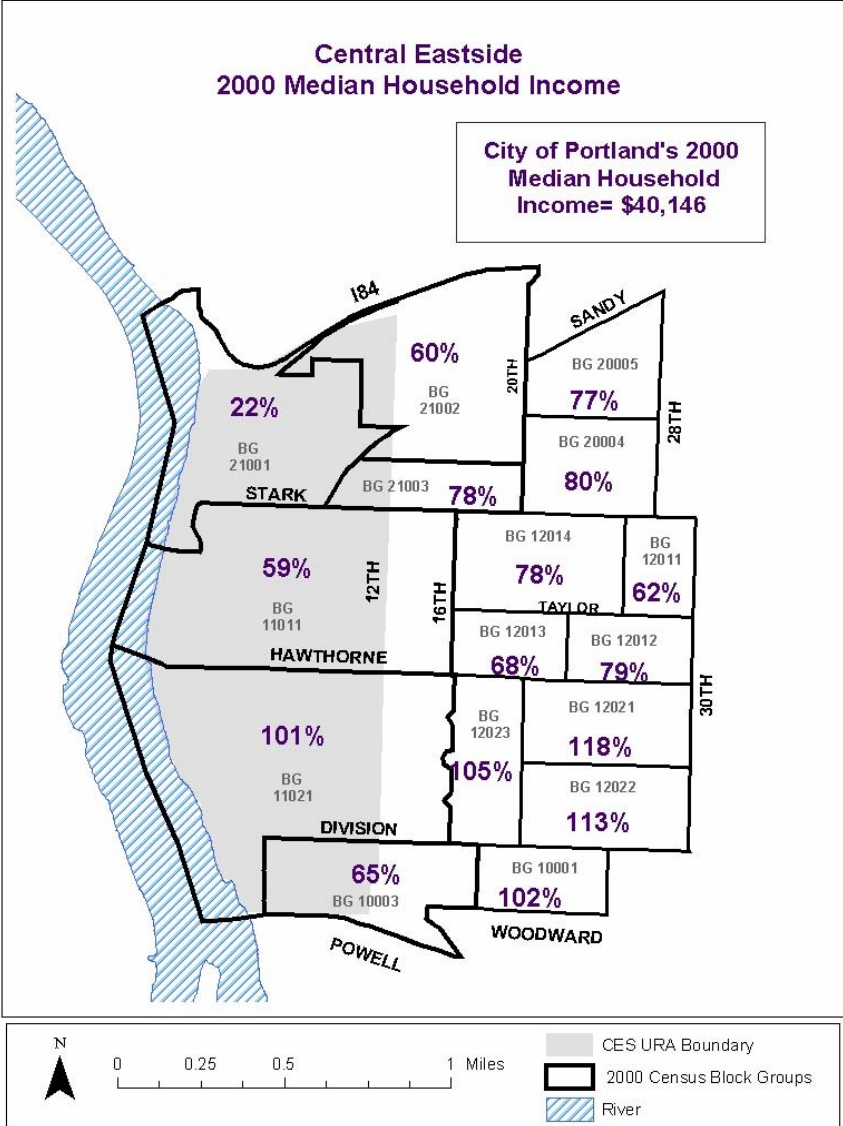 Central Eastside
2000 Median Household Income
City of Portland's 2000
Median Household
Income= $40,146
I84
SANDY
60%
20TH
BG 20005
BG
21002
77%
22%
28TH
BG 20004
BG
21001
80%
BG 21003
78%
STARK
BG 12014
BG
12011
59%
78%
62%
12TH
16TH
TAYLOR
BG
11011
BG 12013
BG 12012
HAWTHORNE
68%
79%
30TH
BG 12021
BG
12023
101%
118%
105%
BG
11021
BG 12022
113%
DIVISION
65%
BG 10001
BG 10003
102%
POWELL
WOODWARD
N
0 0.25 0.5 1 Miles
CES URA Boundary
2000 Census Block Groups
River